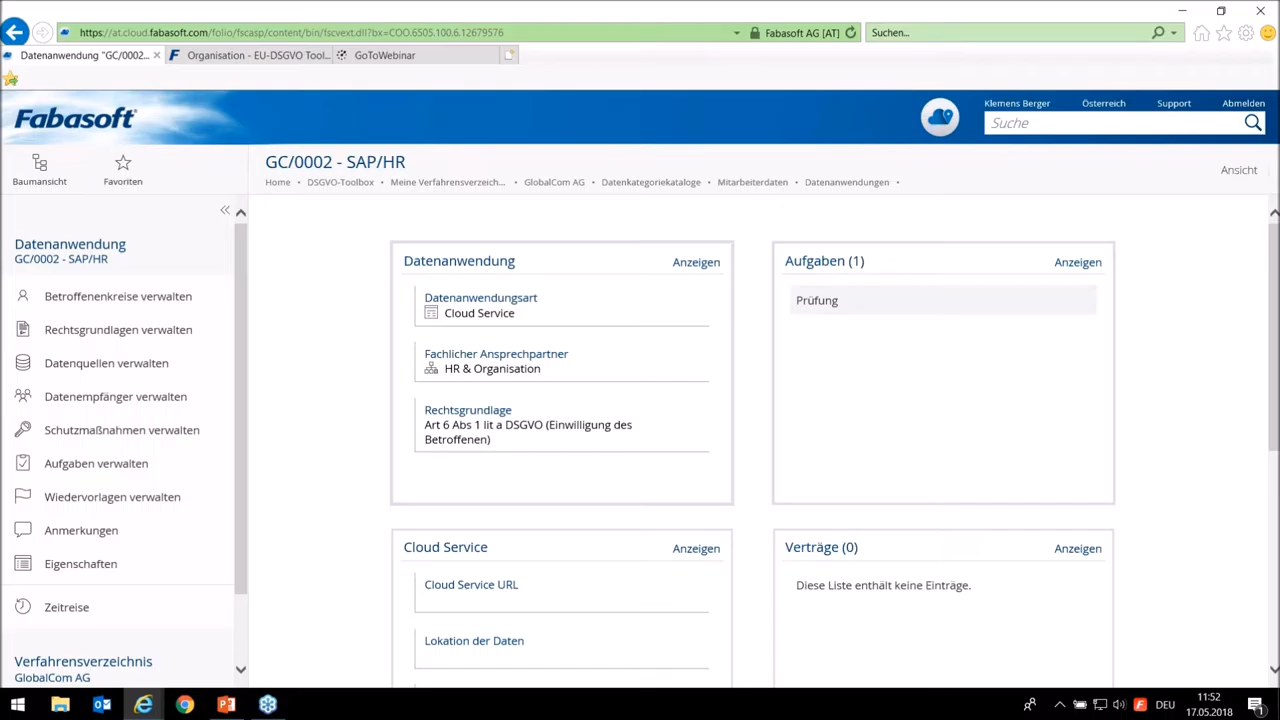 https://at.cloud.fabasoft.com/folio/fscasp/content/bin/fscvext.dll?bx=COO.6505.100.6.12679576
Fabasoft AG [AT]
Suchen...
Datenanwendung "GC/0002...
Organisation - EU-DSGVO Tool...
GoToWebinar
Fabasoft
Klemens Berger
Österreich
Support
Abmelden
Suche
Baumansicht
Favoriten
GC/0002 - SAP/HR
Home • DSGVO-Toolbox • Meine Verfahrensverzeich... • GlobalCom AG • Datenkategoriekataloge • Mitarbeiterdaten • Datenanwendungen •
Ansicht
Datenanwendung
GC/0002 - SAP/HR
Betroffenenkreise verwalten
Rechtsgrundlagen verwalten
Datenquellen verwalten
Datenempfänger verwalten
Schutzmaßnahmen verwalten
Aufgaben verwalten
Wiedervorlagen verwalten
Anmerkungen
Eigenschaften
Zeitreise
Verfahrensverzeichnis
GlobalCom AG
Datenanwendung
Anzeigen
Datenanwendungsart
Cloud Service
Fachlicher Ansprechpartner
HR & Organisation
Rechtsgrundlage
Art 6 Abs 1 lit a DSGVO (Einwilligung des
Betroffenen)
Aufgaben (1)
Anzeigen
Prüfung
Cloud Service
Anzeigen
Cloud Service URL
Lokation der Daten
Verträge (0)
Anzeigen
Diese Liste enthält keine Einträge.
DEU
11:52
17.05.2018
1